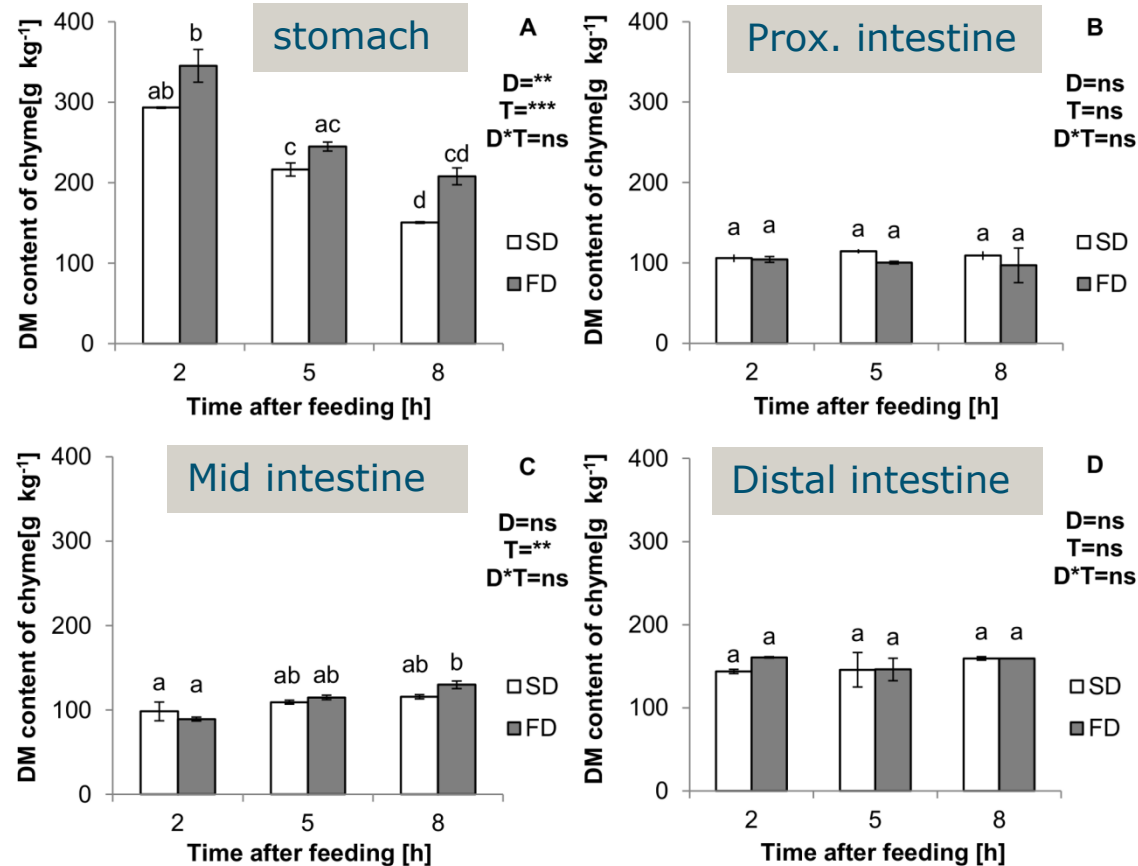 stomach
A
D=**
T=***
D*T=ns
DM content of chyme[g kg-1]
400
300
200
100
0
ab
b
c
ac
d
cd
SD
FD
2
5
8
Time after feeding [h]
Prox. intestine
B
D=ns
T=ns
D*T=ns
DM content of chyme[g kg-1]
400
300
200
100
0
a
a
a
a
a
a
SD
FD
2
5
8
Time after feeding [h]
Mid intestine
C
D=ns
T=**
D*T=ns
DM content of chyme[g kg-1]
400
300
200
100
0
a
a
ab
ab
ab
b
SD
FD
2
5
8
Time after feeding [h]
Distal intestine
D
D=ns
T=ns
D*T=ns
DM content of chyme[g kg-1]
400
300
200
100
0
a
a
a
a
a
a
SD
FD
2
5
8
Time after feeding [h]